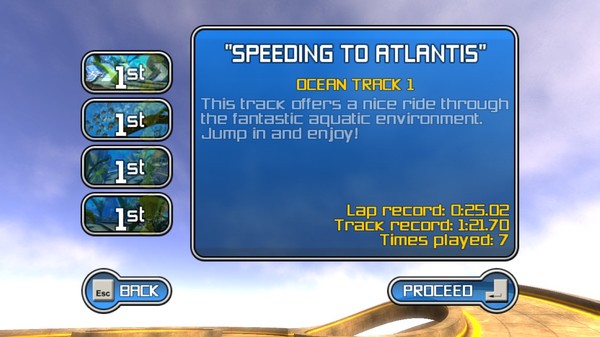 "SPEEDING TO ATLANTIS"
OCEAN TRACK 1
This track offers a nice ride through
the fantastic aquatic environment.
Jump in and enjoy!
1st
1st
1st
1st
Lap record: 0:25.02
Track record: 1:21.70
Times played: 7
Esc BACK
PROCEED